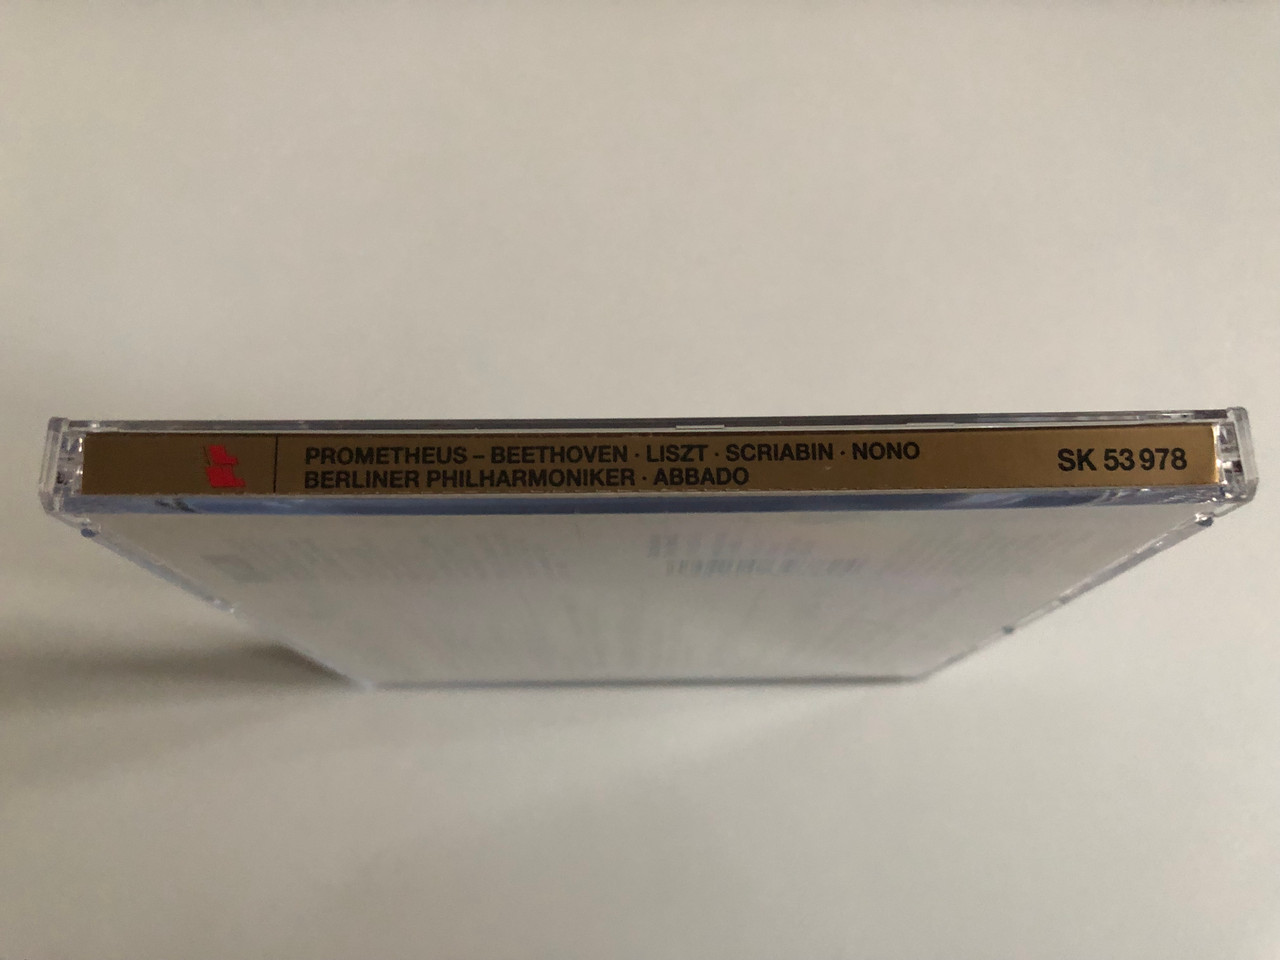 PROMETHEUS – BEETHOVEN · LISZT · SCRIABIN · NONO
BERLINER PHILHARMONIKER · ABBADO
SK 53 978